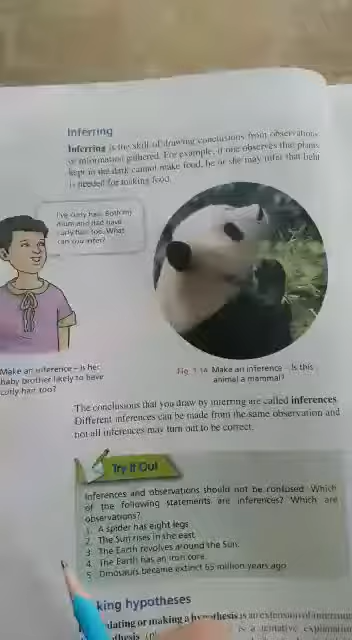 Inferring
Inferring is the skill of drawing conclusions from observations
or information gathered. For example, if one observes that plants
kept in the dark cannot make food, he or she may infer that light
is needed for making food.
I've curly hair. Both my
mum and dad have
curly hair too. What
can you infer?
Make an inference – Is her
baby brother likely to have
curly hair too?
Fig. 1.14 Make an inference – Is this
animal a mammal?
The conclusions that you draw by inferring are called inferences.
Different inferences can be made from the same observation and
not all inferences may turn out to be correct.
Try It Out
Inferences and observations should not be confused. Which
of the following statements are inferences? Which are
observations?
1. A spider has eight legs.
2. The Sun rises in the east.
3. The Earth revolves around the Sun.
4. The Earth has an iron core.
5. Dinosaurs became extinct 65 million years ago.
king hypotheses
ulating or making a hypothesis is an extension of inferring
is a tentative explanation